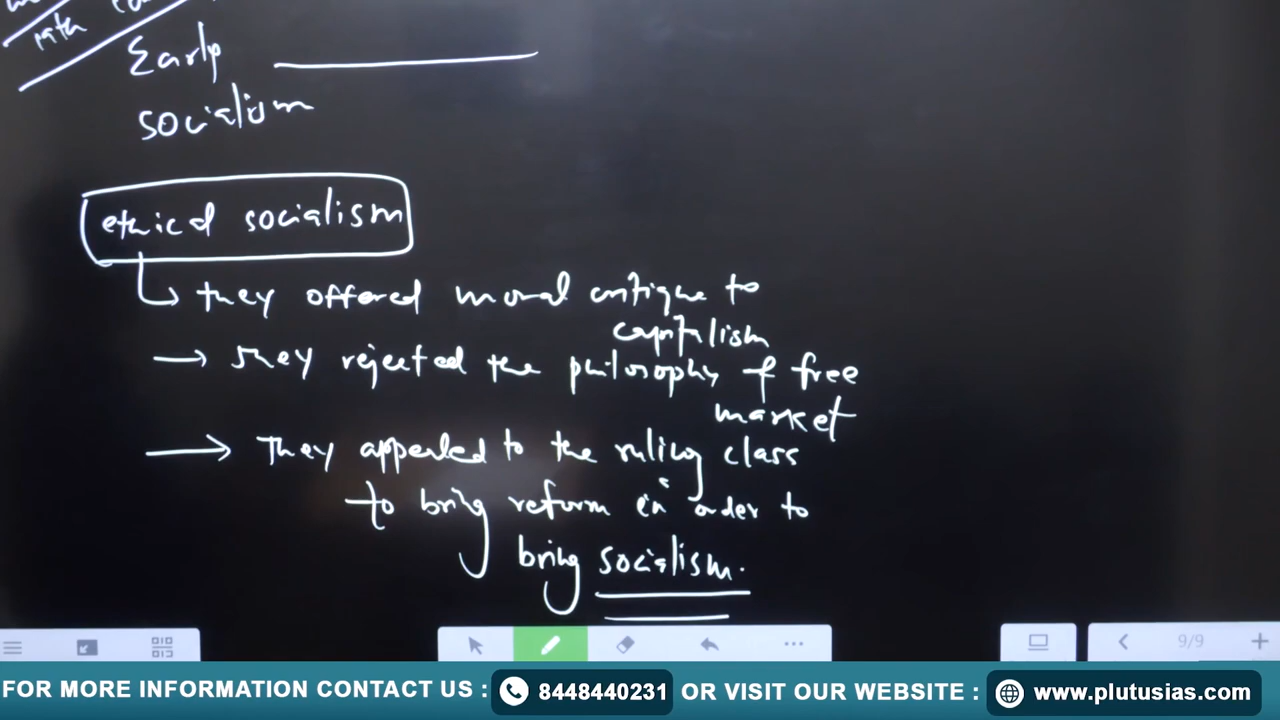 with
Early
socialism
ethical socialism
they offered moral critique to
capitalism
They rejected the philosophy of free
market
They appealed to the ruling class
to bring reform in order to
bring socialism.
9/9
FOR MORE INFORMATION CONTACT US : 8448440231 OR VISIT OUR WEBSITE : www.plutusias.com